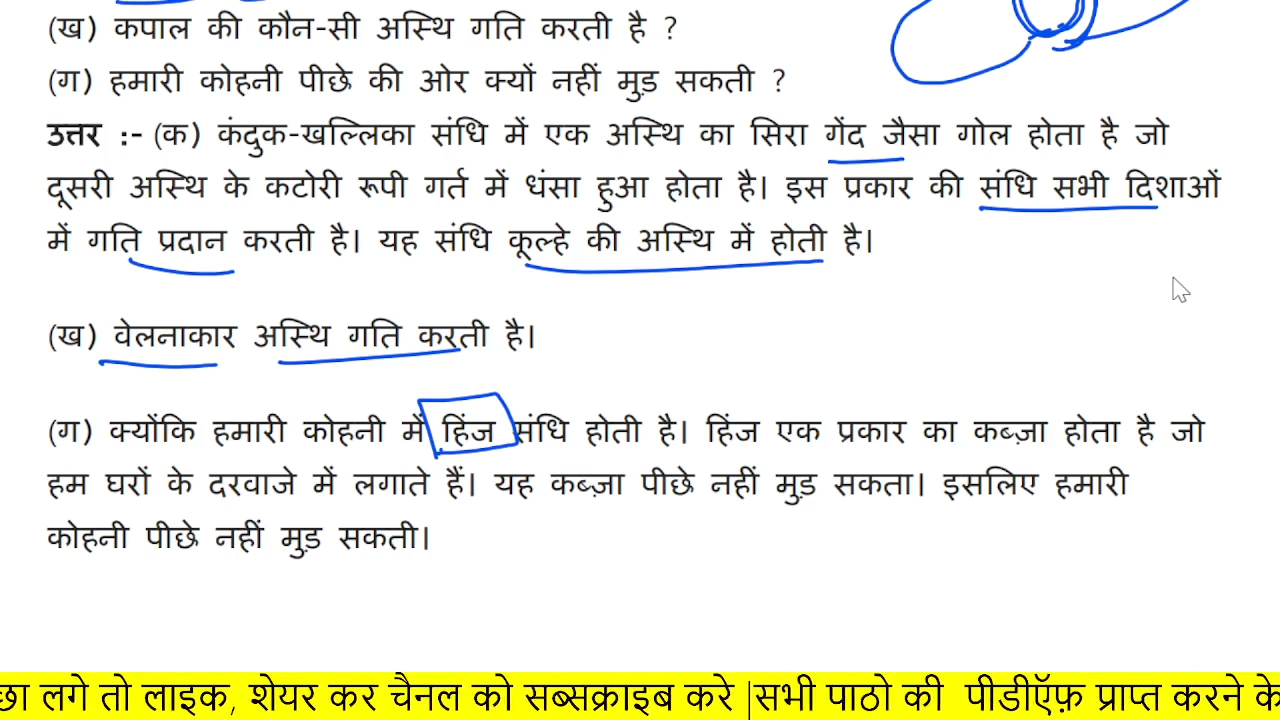 (ख) कपाल की कौन-सी अस्थि गति करती है ?
(ग) हमारी कोहनी पीछे की ओर क्यों नहीं मुड़ सकती ?
उत्तर :- (क) कंदुक-खल्लिका संधि में एक अस्थि का सिरा गेंद जैसा गोल होता है जो
दूसरी अस्थि के कटोरी रूपी गर्त में धंसा हुआ होता है। इस प्रकार की संधि सभी दिशाओं
में गति प्रदान करती है। यह संधि कूल्हे की अस्थि में होती है।
(ख) वेलनाकार अस्थि गति करती है।
(ग) क्योंकि हमारी कोहनी में हिंज संधि होती है। हिंज एक प्रकार का कब्ज़ा होता है जो
हम घरों के दरवाजे में लगाते हैं। यह कब्ज़ा पीछे नहीं मुड़ सकता। इसलिए हमारी
कोहनी पीछे नहीं मुड़ सकती।
छा लगे तो लाइक, शेयर कर चैनल को सब्सक्राइब करे |सभी पाठो की पीडीऍफ़ प्राप्त करने के